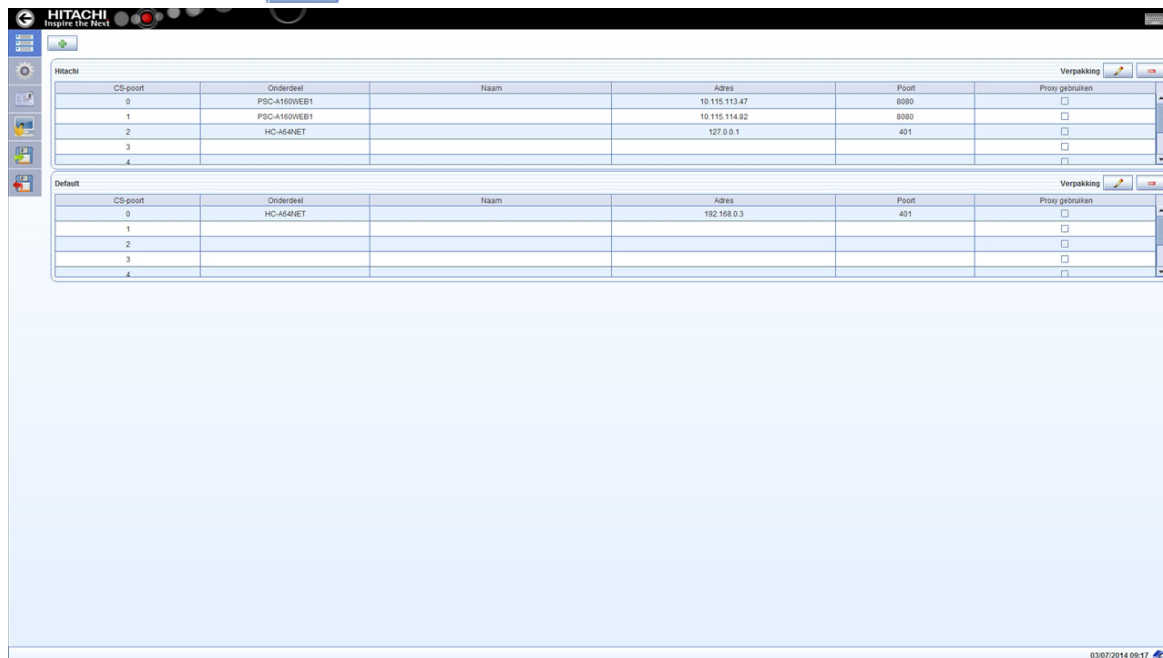 HITACHI
Inspire the Next
Hitachi Verpakking
CS-poort Onderdeel Naam Adres Poort Proxy gebruiken
0 PSC-A160WEB1 10.115.113.47 8080
1 PSC-A160WEB1 10.115.114.82 8080
2 HC-A64NET 127.0.0.1 401
3
4
Default Verpakking
CS-poort Onderdeel Naam Adres Poort Proxy gebruiken
0 HC-A64NET 192.168.0.3 401
1
2
3
4
03/07/2014 09:17